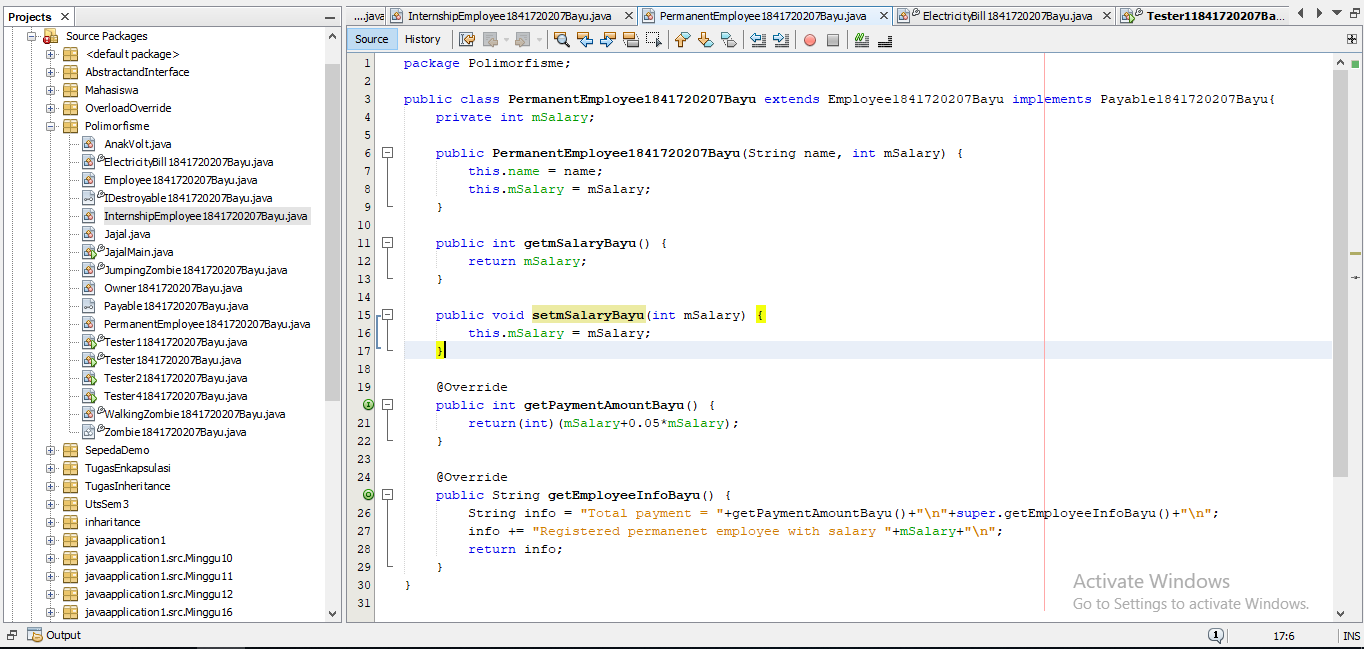 Projects
...java
InternshipEmployee1841720207Bayu.java
PermanentEmployee1841720207Bayu.java
ElectricityBill1841720207Bayu.java
Tester11841720207Ba...
Source Packages
<default package>
AbstractandInterface
Mahasiswa
OverloadOverride
Polimorfisme
AnakVolt.java
ElectricityBill1841720207Bayu.java
Employee1841720207Bayu.java
IDestroyable1841720207Bayu.java
InternshipEmployee1841720207Bayu.java
Jajal.java
JajalMain.java
JumpingZombie1841720207Bayu.java
Owner1841720207Bayu.java
Payable1841720207Bayu.java
PermanentEmployee1841720207Bayu.java
Tester11841720207Bayu.java
Tester1841720207Bayu.java
Tester21841720207Bayu.java
Tester41841720207Bayu.java
WalkingZombie1841720207Bayu.java
Zombie1841720207Bayu.java
SepedaDemo
TugasEnkapsulasi
TugasInheritance
UtsSem3
inharitance
javaapplication1
javaapplication1.src.Minggu10
javaapplication1.src.Minggu11
javaapplication1.src.Minggu12
javaapplication1.src.Minggu16
Source History
1 package Polimorfisme;
2
3 public class PermanentEmployee1841720207Bayu extends Employee1841720207Bayu implements Payable1841720207Bayu{
4 private int mSalary;
5
6 public PermanentEmployee1841720207Bayu(String name, int mSalary) {
7 this.name = name;
8 this.mSalary = mSalary;
9 }
10
11 public int getmSalaryBayu() {
12 return mSalary;
13 }
14
15 public void setmSalaryBayu(int mSalary) {
16 this.mSalary = mSalary;
17 }
18
19 @Override
public int getPaymentAmountBayu() {
21 return(int)(mSalary+0.05*mSalary);
22 }
23
24 @Override
public String getEmployeeInfoBayu() {
26 String info = "Total payment = "+getPaymentAmountBayu()+"\n"+super.getEmployeeInfoBayu()+"\n";
27 info += "Registered permanenet employee with salary "+mSalary+"\n";
28 return info;
29 }
30 }
31
Activate Windows
Go to Settings to activate Windows.
Output
1
17:6
INS